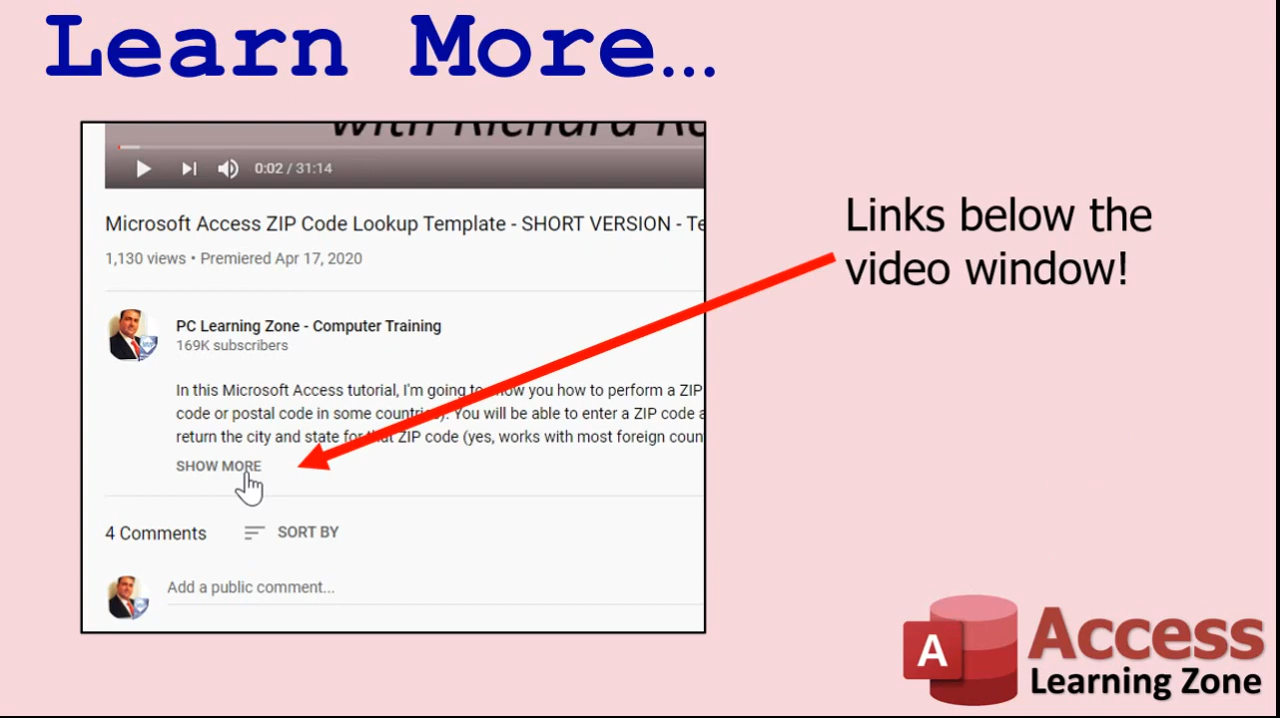 Learn More...
with Richard
0:02 / 31:14
Microsoft Access ZIP Code Lookup Template - SHORT VERSION - Te
1,130 views • Premiered Apr 17, 2020
PC Learning Zone - Computer Training
169K subscribers
In this Microsoft Access tutorial, I'm going to show you how to perform a ZIP
code or postal code in some countries). You will be able to enter a ZIP code a
return the city and state for that ZIP code (yes, works with most foreign coun
SHOW MORE
4 Comments
SORT BY
Add a public comment...
Links below the
video window!
A
Access
Learning Zone